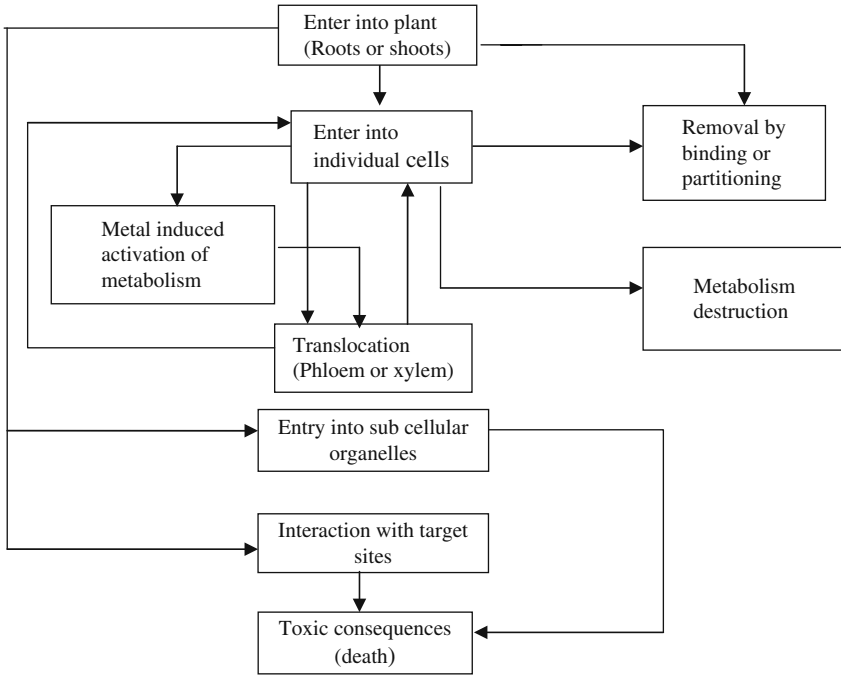 Enter into plant
(Roots or shoots)
Enter into
individual cells
Removal by
binding or
partitioning
Metal induced
activation of
metabolism
Metabolism
destruction
Translocation
(Phloem or xylem)
Entry into sub cellular
organelles
Interaction with target
sites
Toxic consequences
(death)